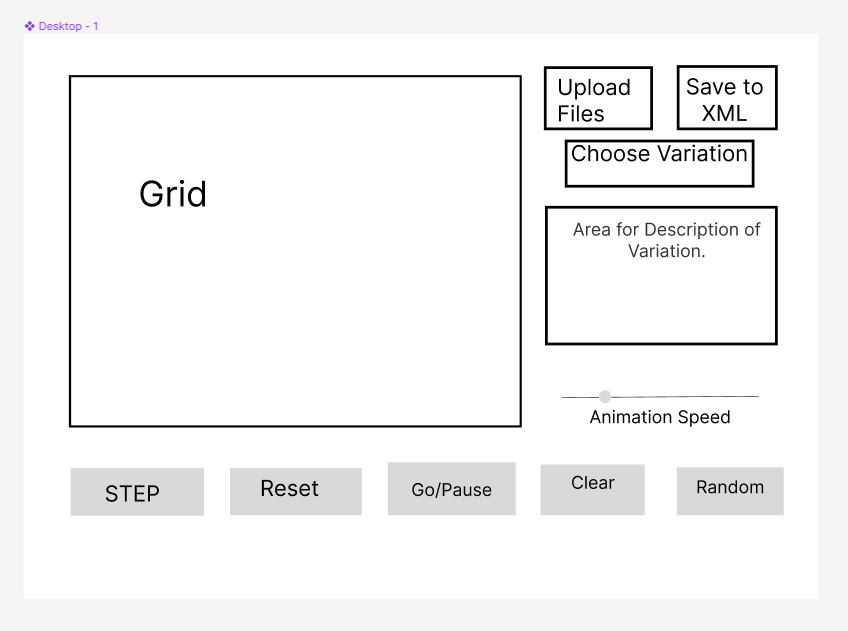 Desktop - 1
Upload
Files
Save to
XML
Choose Variation
Grid
Area for Description of
Variation.
Animation Speed
STEP
Reset
Go/Pause
Clear
Random